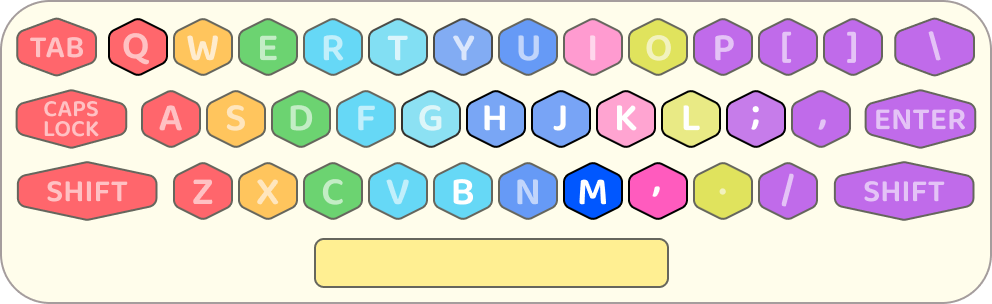 TAB Q W E R T Y U I O P [ ] \
CAPS LOCK A S D F G H J K L ; , ENTER
SHIFT Z X C V B N M ′ · / SHIFT